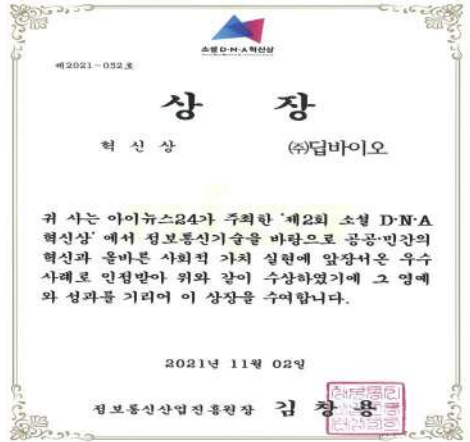 소셜 D·N·A 혁신상
제2021-032호
상 장
혁 신 상 ㈜딥바이오
귀 사는 아이뉴스24가 주최한 '제2회 소셜 D·N·A
혁신상' 에서 정보통신기술을 바탕으로 공공·민간의
혁신과 올바른 사회적 가치 실현에 앞장서온 우수
사례로 인정받아 위와 같이 수상하였기에 그 영예
와 성과를 기리어 이 상장을 수여합니다.
2021년 11월 02일
정보통신산업진흥원장 김 창 용